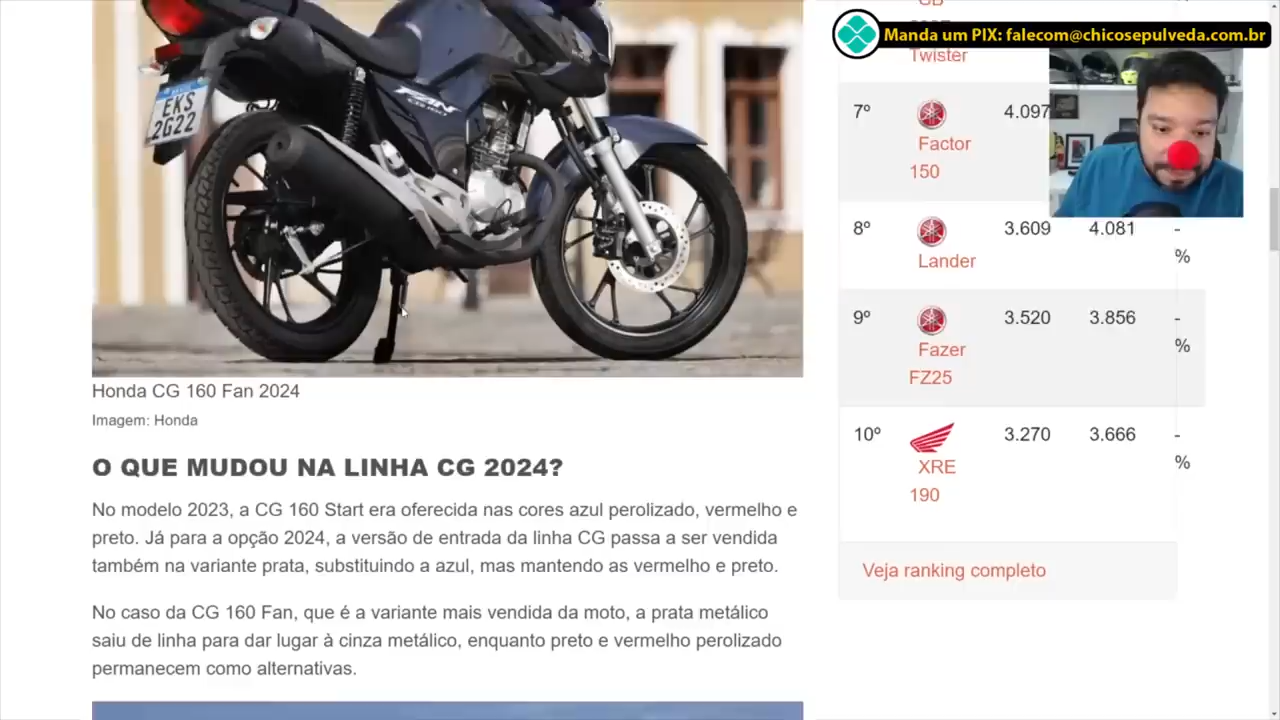 Manda um PIX: falecom@chicosepulveda.com.br
EKS
2G22
FAN
Honda CG 160 Fan 2024
Imagem: Honda
O QUE MUDOU NA LINHA CG 2024?
No modelo 2023, a CG 160 Start era oferecida nas cores azul perolizado, vermelho e
preto. Já para a opção 2024, a versão de entrada da linha CG passa a ser vendida
também na variante prata, substituindo a azul, mas mantendo as vermelho e preto.
No caso da CG 160 Fan, que é a variante mais vendida da moto, a prata metálico
saiu de linha para dar lugar à cinza metálico, enquanto preto e vermelho perolizado
permanecem como alternativas.
Twister
7º 4.097
Factor
150
8º 3.609 4.081 -
%
Lander
9º 3.520 3.856 -
%
Fazer
FZ25
10º 3.270 3.666 -
%
XRE
190
Veja ranking completo